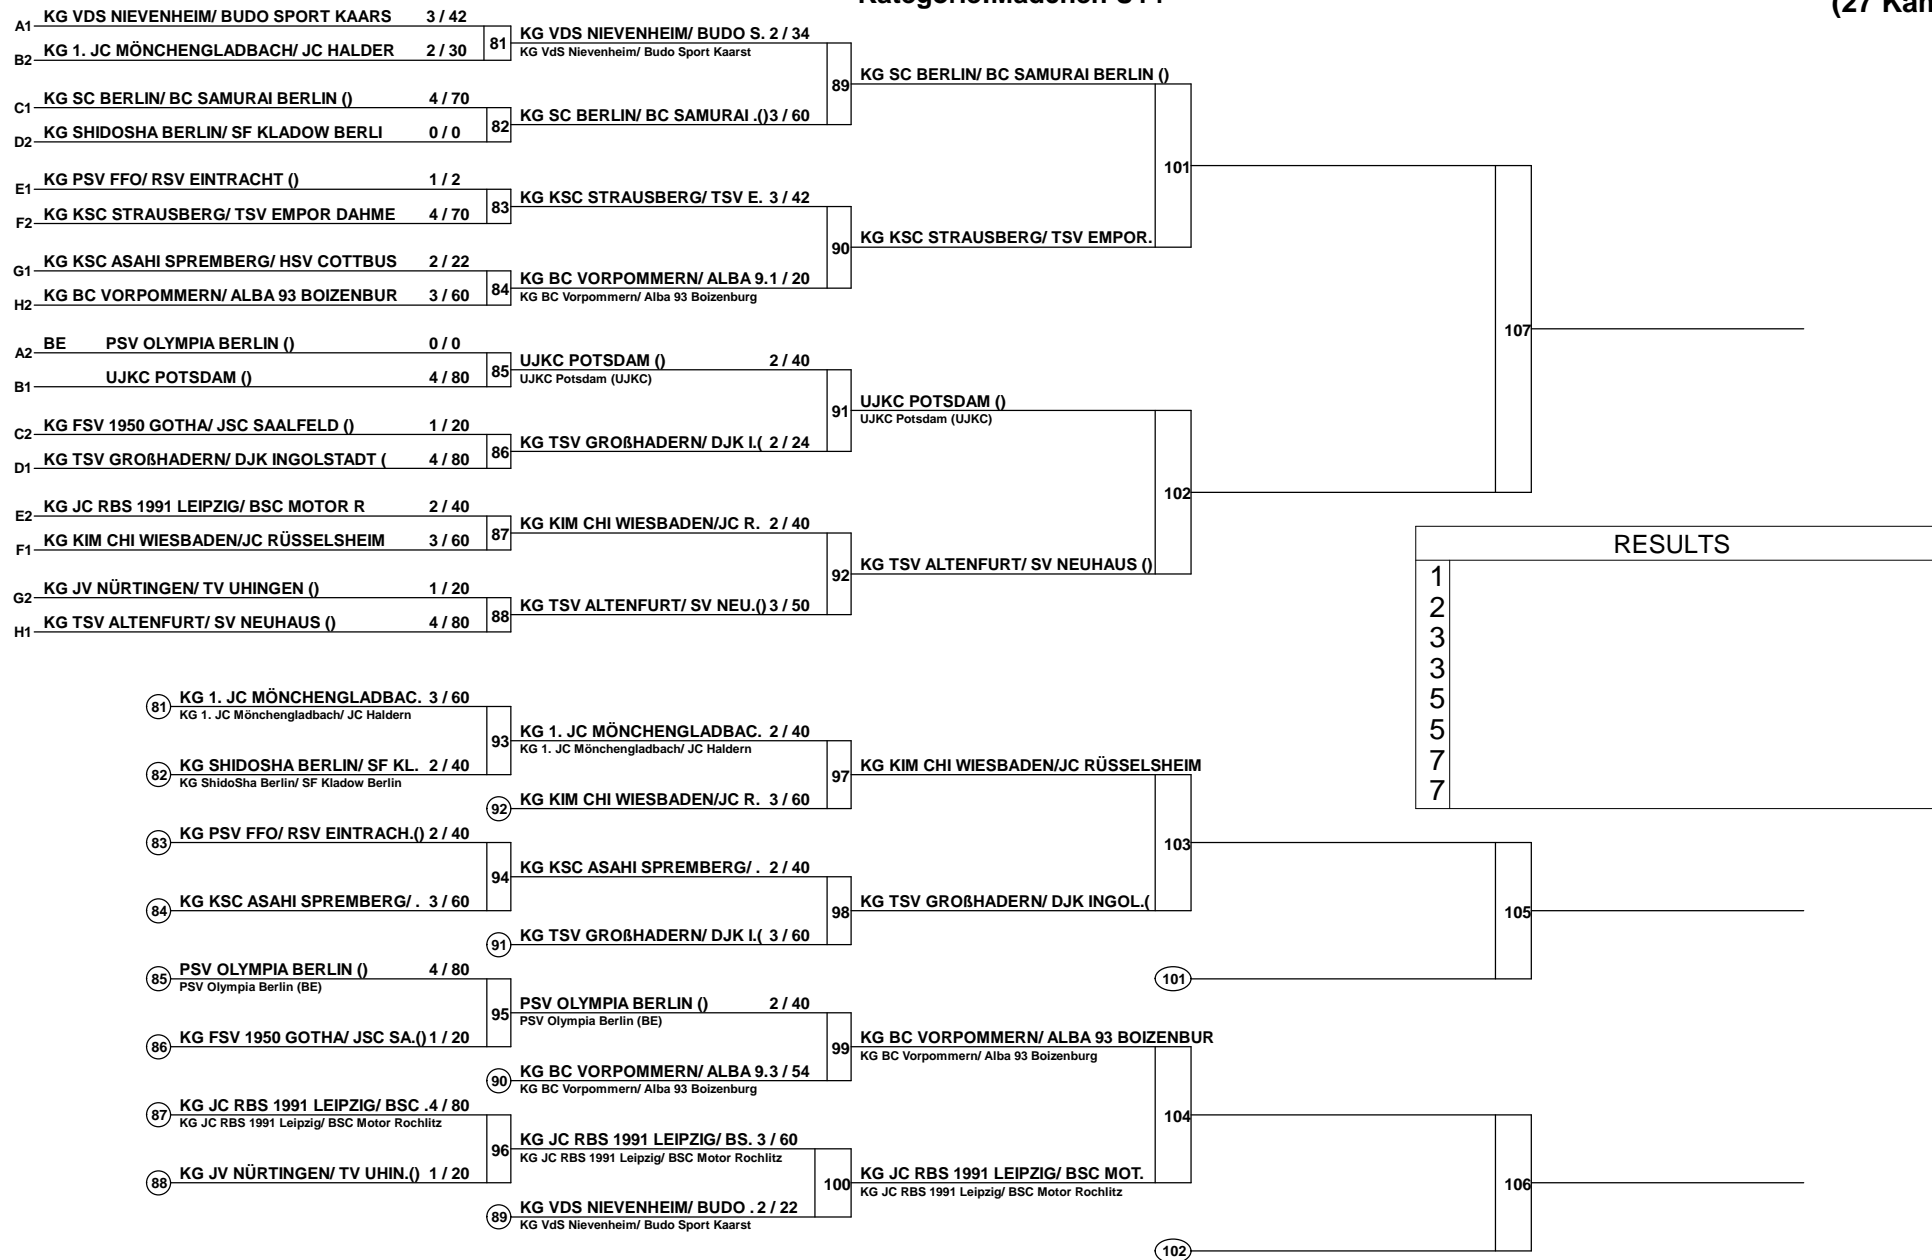 (27
A1 KG VDS NIEVENHEIM/ BUDO SPORT KAARS 3 / 42
B2 KG 1. JC MÖNCHENGLADBACH/ JC HALDER 2 / 30
81
KG VDS NIEVENHEIM/ BUDO S. 2 / 34
KG VdS Nievenheim/ Budo Sport Kaarst
C1 KG SC BERLIN/ BC SAMURAI BERLIN () 4 / 70
D2 KG SHIDOSHA BERLIN/ SF KLADOW BERLI 0 / 0
82
KG SC BERLIN/ BC SAMURAI .()3 / 60
89
KG SC BERLIN/ BC SAMURAI BERLIN ()
E1 KG PSV FFO/ RSV EINTRACHT () 1 / 2
F2 KG KSC STRAUSBERG/ TSV EMPOR DAHME 4 / 70
83
KG KSC STRAUSBERG/ TSV E. 3 / 42
G1 KG KSC ASAHI SPREMBERG/ HSV COTTBUS 2 / 22
H2 KG BC VORPOMMERN/ ALBA 93 BOIZENBUR 3 / 60
84
KG BC VORPOMMERN/ ALBA 9.1 / 20
KG BC Vorpommern/ Alba 93 Boizenburg
90
KG KSC STRAUSBERG/ TSV EMPOR.
101
A2 BE PSV OLYMPIA BERLIN () 0 / 0
B1 UJKC POTSDAM () 4 / 80
85
UJKC POTSDAM () 2 / 40
UJKC Potsdam (UJKC)
C2 KG FSV 1950 GOTHA/ JSC SAALFELD () 1 / 20
D1 KG TSV GROßHADERN/ DJK INGOLSTADT ( 4 / 80
86
KG TSV GROßHADERN/ DJK I.( 2 / 24
91
UJKC POTSDAM ()
UJKC Potsdam (UJKC)
E2 KG JC RBS 1991 LEIPZIG/ BSC MOTOR R 2 / 40
F1 KG KIM CHI WIESBADEN/JC RÜSSELSHEIM 3 / 60
87
KG KIM CHI WIESBADEN/JC R. 2 / 40
G2 KG JV NÜRTINGEN/ TV UHINGEN () 1 / 20
H1 KG TSV ALTENFURT/ SV NEUHAUS () 4 / 80
88
KG TSV ALTENFURT/ SV NEU.() 3 / 50
92
KG TSV ALTENFURT/ SV NEUHAUS ()
102
107
RESULTS
1
2
3
3
5
5
7
7
81 KG 1. JC MÖNCHENGLADBAC. 3 / 60
KG 1. JC Mönchengladbach/ JC Haldern
82 KG SHIDOSHA BERLIN/ SF KL. 2 / 40
KG ShidoSha Berlin/ SF Kladow Berlin
93
KG 1. JC MÖNCHENGLADBAC. 2 / 40
KG 1. JC Mönchengladbach/ JC Haldern
92 KG KIM CHI WIESBADEN/JC R. 3 / 60
97
KG KIM CHI WIESBADEN/JC RÜSSELSHEIM
83 KG PSV FFO/ RSV EINTRACH.() 2 / 40
84 KG KSC ASAHI SPREMBERG/ . 3 / 60
94
KG KSC ASAHI SPREMBERG/ . 2 / 40
91 KG TSV GROßHADERN/ DJK I.( 3 / 60
98
KG TSV GROßHADERN/ DJK INGOL.(
103
101
105
85 PSV OLYMPIA BERLIN () 4 / 80
PSV Olympia Berlin (BE)
86 KG FSV 1950 GOTHA/ JSC SA.() 1 / 20
95
PSV OLYMPIA BERLIN () 2 / 40
PSV Olympia Berlin (BE)
90 KG BC VORPOMMERN/ ALBA 9.3 / 54
KG BC Vorpommern/ Alba 93 Boizenburg
99
KG BC VORPOMMERN/ ALBA 93 BOIZENBUR
KG BC Vorpommern/ Alba 93 Boizenburg
87 KG JC RBS 1991 LEIPZIG/ BSC .4 / 80
KG JC RBS 1991 Leipzig/ BSC Motor Rochlitz
88 KG JV NÜRTINGEN/ TV UHIN.() 1 / 20
96
KG JC RBS 1991 LEIPZIG/ BS. 3 / 60
KG JC RBS 1991 Leipzig/ BSC Motor Rochlitz
89 KG VDS NIEVENHEIM/ BUDO . 2 / 22
KG VdS Nievenheim/ Budo Sport Kaarst
100
KG JC RBS 1991 LEIPZIG/ BSC MOT.
KG JC RBS 1991 Leipzig/ BSC Motor Rochlitz
104
102
106